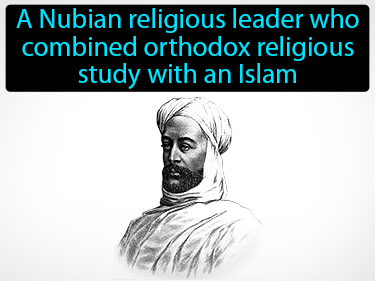 A Nubian religious leader who
combined orthodox religious
study with an Islam